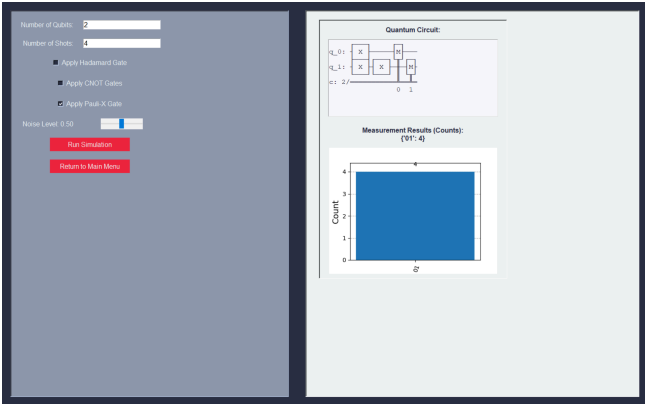 Number of Qubits: 2
Number of Shots: 4
Apply Hadamard Gate
Apply CNOT Gates
Apply Pauli-X Gate
Noise Level: 0.50
Run Simulation
Return to Main Menu
Quantum Circuit:
q_0: X M
q_1: X X M
c: 2/
0 1
Measurement Results (Counts):
{'01': 4}
4
4
3
2
1
0
Count